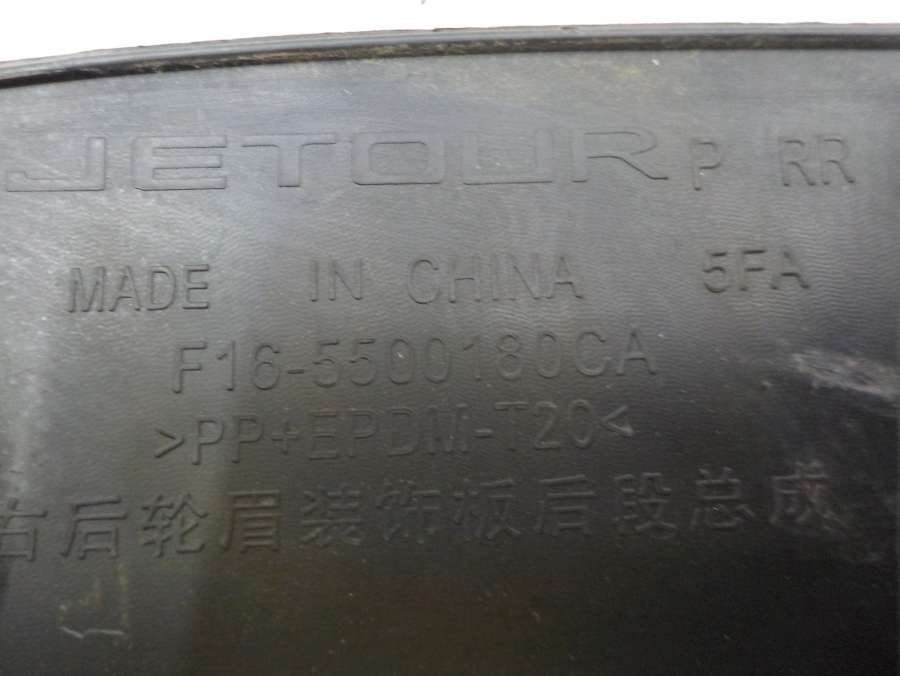 JETOUR P RR
MADE IN CHINA 5FA
F16-5500180CA
>PP+EPDM-T20<
右后轮眉装饰板后段总成